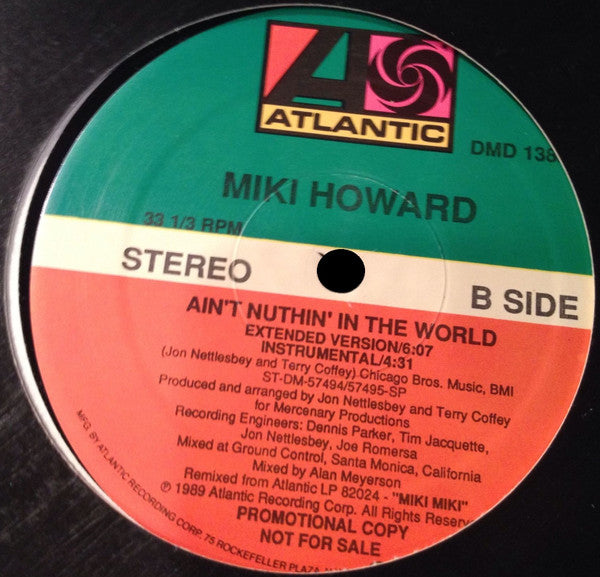 ATLANTIC
DMD 138
MIKI HOWARD
33 1/3 RPM
STEREO
B SIDE
AIN'T NUTHIN' IN THE WORLD
EXTENDED VERSION/6:07
INSTRUMENTAL/4:31
(Jon Nettlesbey and Terry Coffey) Chicago Bros. Music, BMI
ST-DM-57494/57495-SP
Produced and arranged by Jon Nettlesbey and Terry Coffey
for Mercenary Productions
Recording Engineers: Dennis Parker, Tim Jacquette,
Jon Nettlesbey, Joe Romersa
Mixed at Ground Control, Santa Monica, California
Mixed by Alan Meyerson
Remixed from Atlantic LP 82024 - "MIKI MIKI"
℗ 1989 Atlantic Recording Corp. All Rights Reserv
PROMOTIONAL COPY
NOT FOR SALE
MFG. BY ATLANTIC RECORDING CORP. 75 ROCKEFELLER PLAZA,